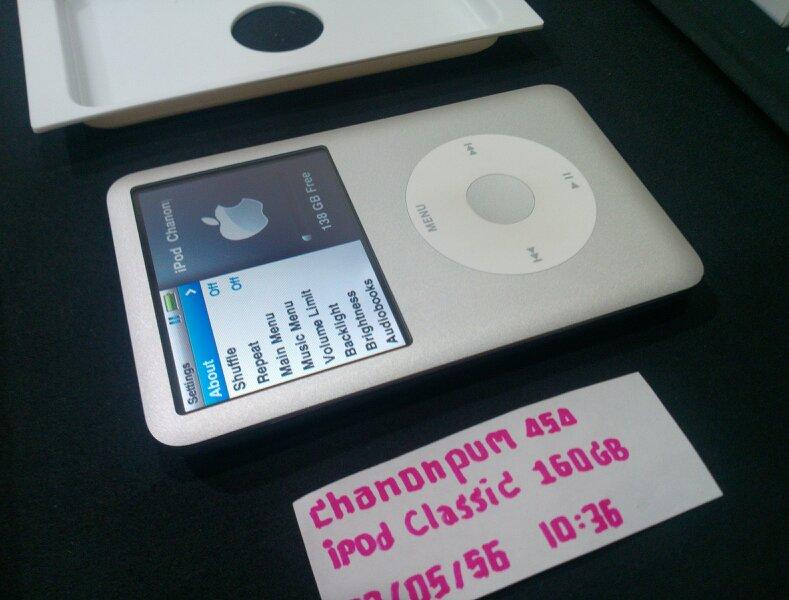 Settings
About
Shuffle Off
Repeat Off
Main Menu
Music Menu
Volume Limit
Backlight
Brightness
Audiobooks
iPod Chanon
138 GB Free
MENU
chanonpum 454
iPod Classic 160GB
/05/56 10:36